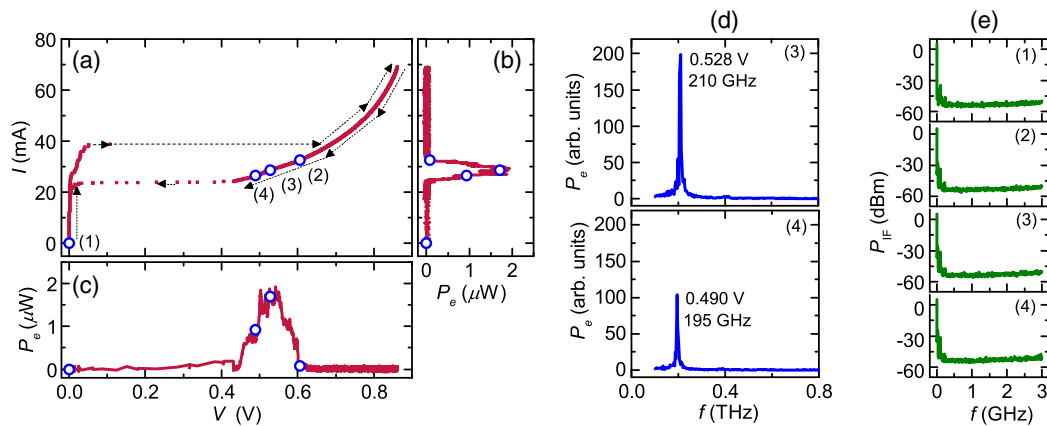 (a)
(b)
80
60
40
20
0
I (mA)
(1)
(4)
(3)
(2)
0 1 2
P_e (μW)
(c)
2
1
0
P_e (μW)
0.0 0.2 0.4 0.6 0.8
V (V)
(d)
200
150
100
50
0
P_e (arb. units)
0.528 V
210 GHz
(3)
200
150
100
50
0
P_e (arb. units)
0.490 V
195 GHz
(4)
0.0 0.4 0.8
f (THz)
(e)
0
-30
-60
(1)
0
-30
-60
(2)
0
-30
-60
(3)
0
-30
-60
(4)
P_IF (dBm)
0 1 2 3
f (GHz)